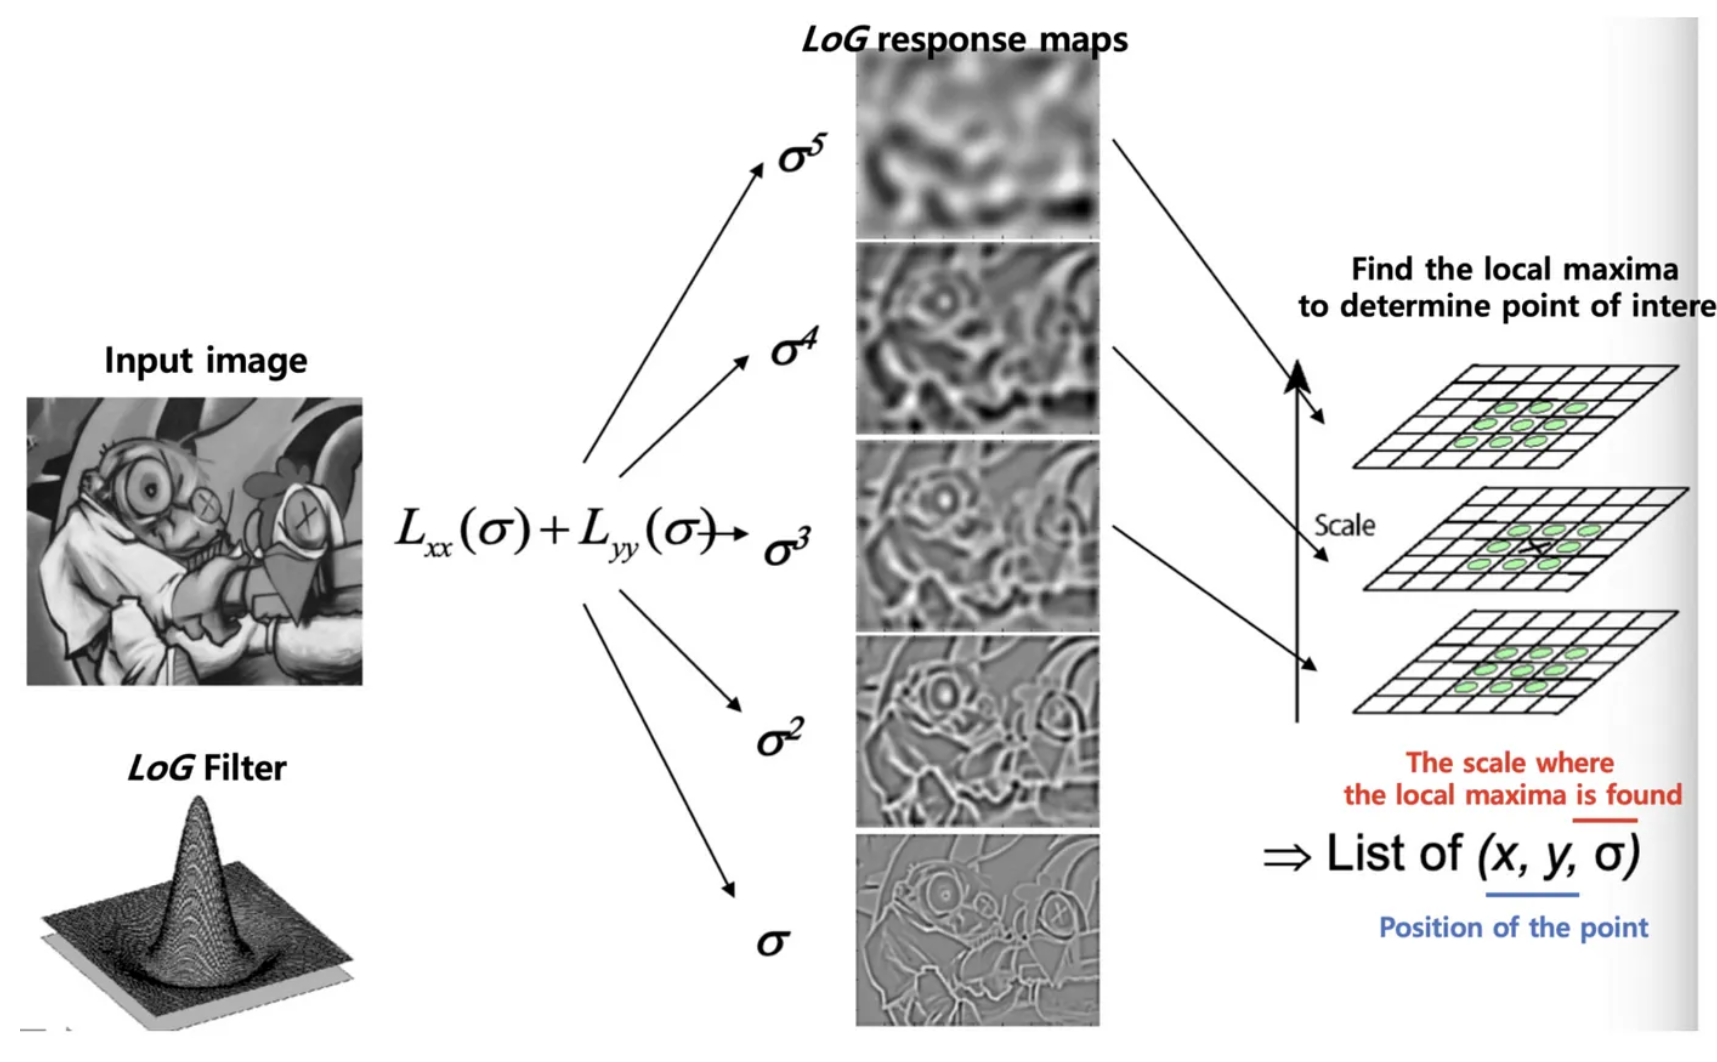 LoG response maps
σ⁵
Find the local maxima
to determine point of intere
σ⁴
Input image
Scale
Lxx(σ)+Lyy(σ)
σ³
σ²
LoG Filter
The scale where
the local maxima is found
⇒ List of (x, y, σ)
Position of the point
σ